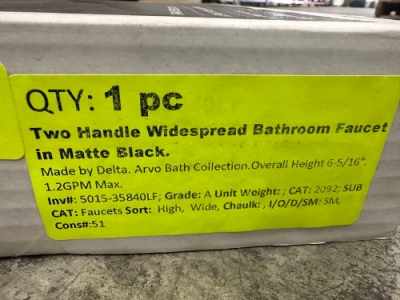 QTY: 1 pc
Two Handle Widespread Bathroom Faucet
in Matte Black.
Made by Delta. Arvo Bath Collection.Overall Height 6-5/16".
1.2GPM Max.
Inv#: 5015-35840LF; Grade: A Unit Weight: ; CAT: 2092; SUB
CAT: Faucets Sort: High, Wide, Chaulk: , I/O/D/SM: SM,
Cons#:51